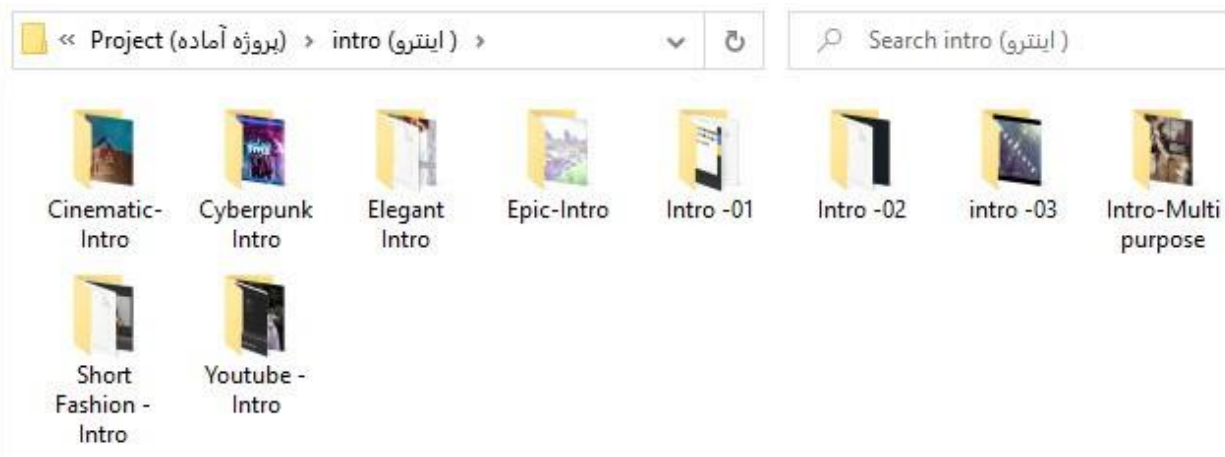 « Project (پروژه آماده) › intro (اینترو ) ›
Search intro (اینترو )
Cinematic-
Intro
Cyberpunk
Intro
Elegant
Intro
Epic-Intro
Intro -01
Intro -02
intro -03
Intro-Multi
purpose
Short
Fashion -
Intro
Youtube -
Intro